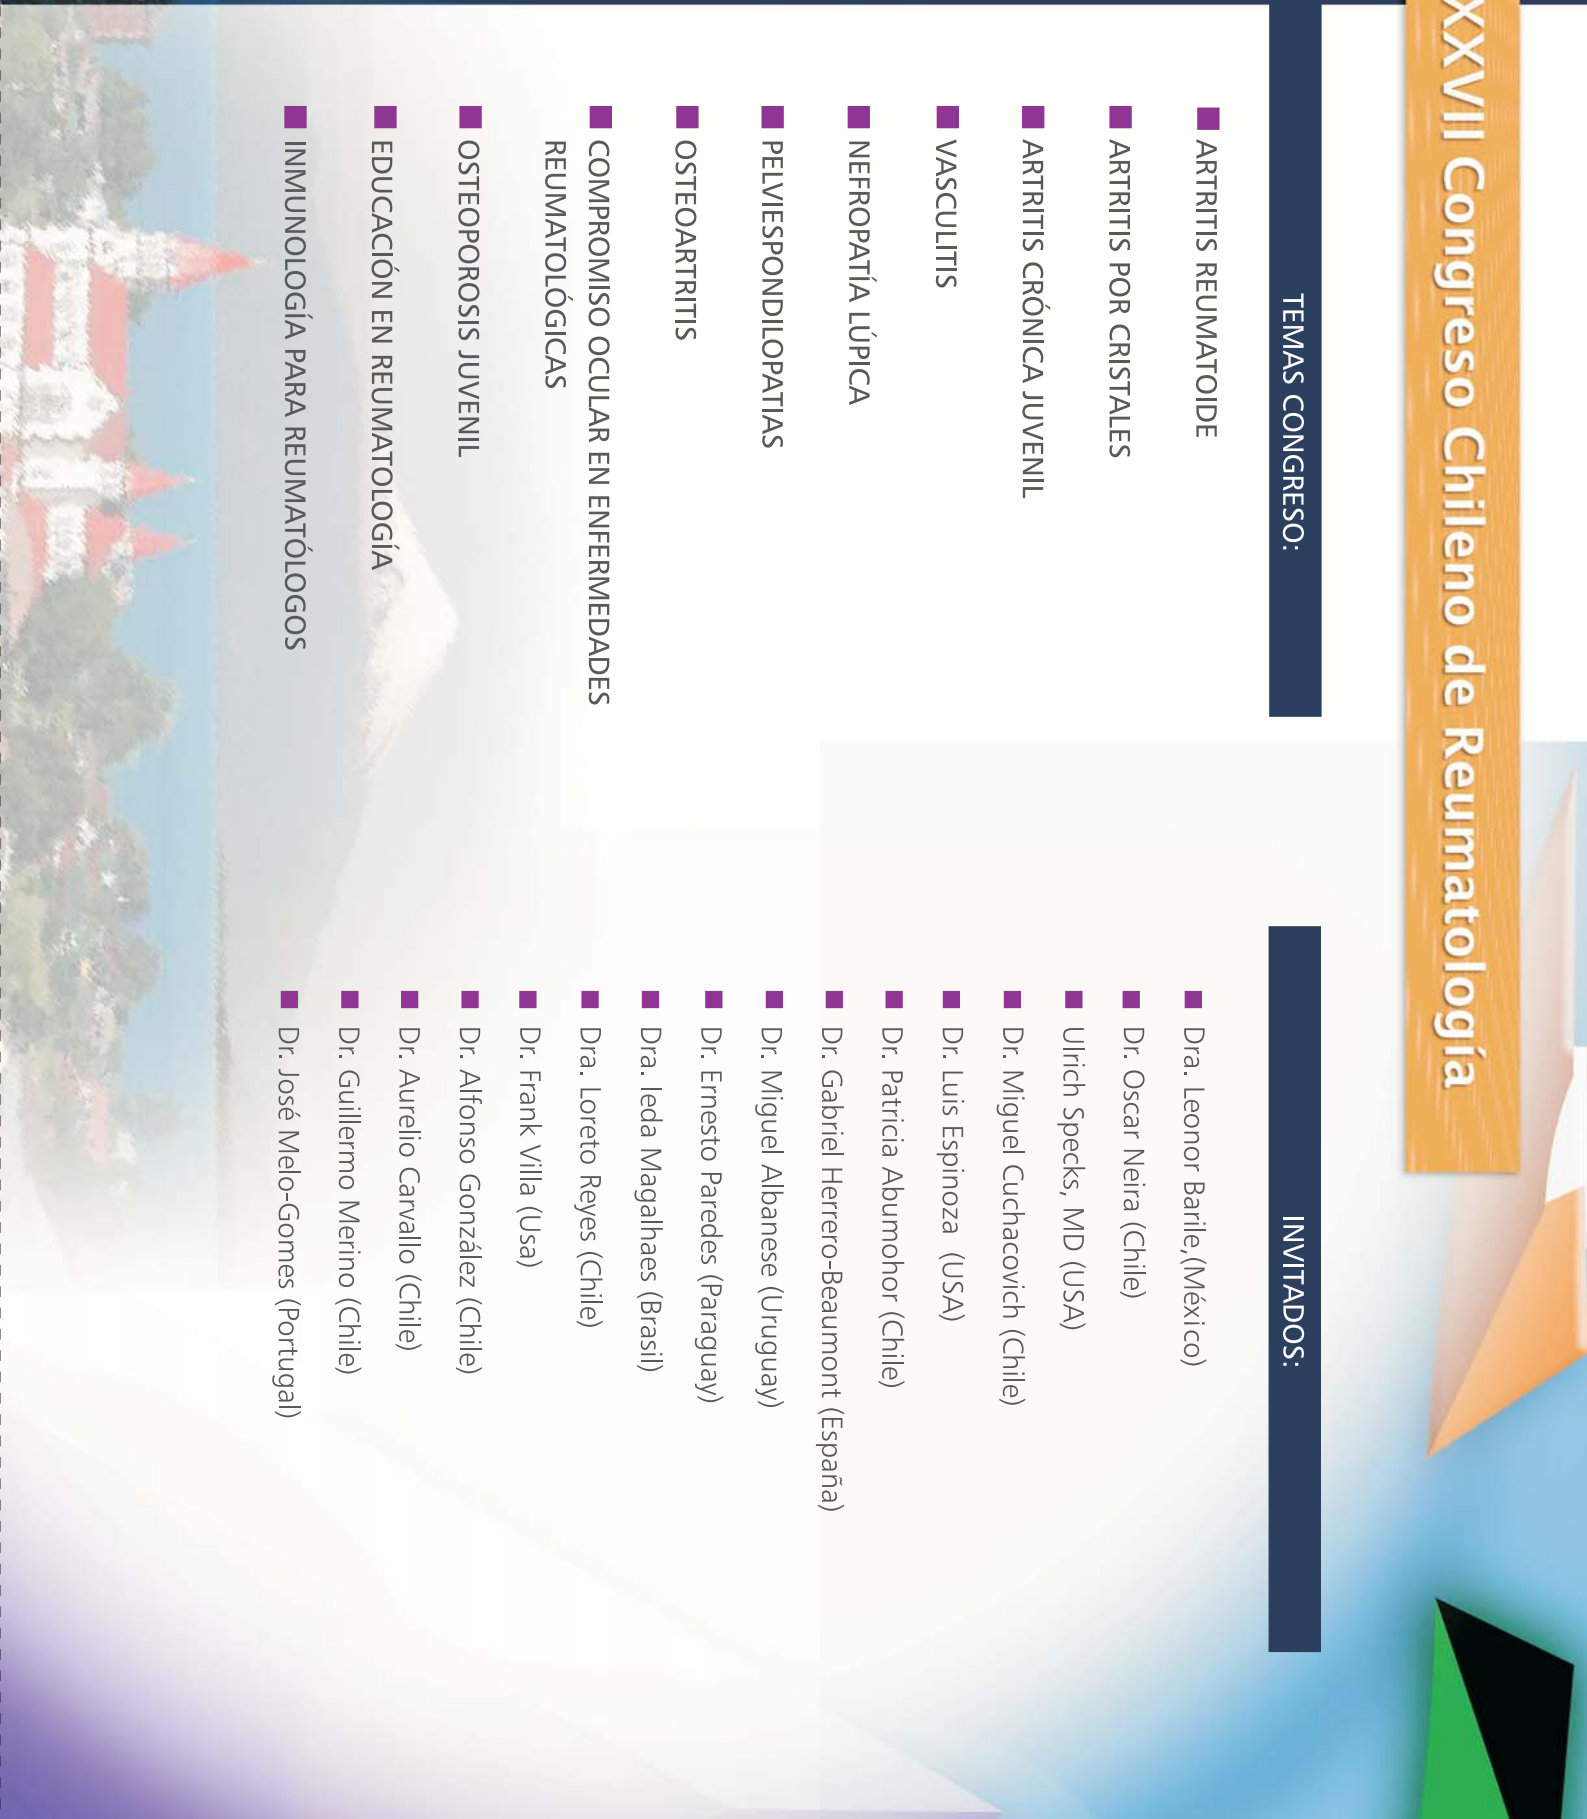 XXVII Congreso Chileno de Reumatología
TEMAS CONGRESO:
ARTRITIS REUMATOIDE
ARTRITIS POR CRISTALES
ARTRITIS CRÓNICA JUVENIL
VASCULITIS
NEFROPATÍA LÚPICA
PELVIESPONDILOPATIAS
OSTEOARTRITIS
COMPROMISO OCULAR EN ENFERMEDADES
REUMATOLÓGICAS
OSTEOPOROSIS JUVENIL
EDUCACIÓN EN REUMATOLOGÍA
INMUNOLOGÍA PARA REUMATÓLOGOS
INVITADOS:
Dra. Leonor Barile,(México)
Dr. Oscar Neira (Chile)
Ulrich Specks, MD (USA)
Dr. Miguel Cuchacovich (Chile)
Dr. Luis Espinoza  (USA)
Dr. Patricia Abumohor (Chile)
Dr. Gabriel Herrero-Beaumont (España)
Dr. Miguel Albanese (Uruguay)
Dr. Ernesto Paredes (Paraguay)
Dra. Ieda Magalhaes (Brasil)
Dra. Loreto Reyes (Chile)
Dr. Frank Villa (Usa)
Dr. Alfonso González (Chile)
Dr. Aurelio Carvallo (Chile)
Dr. Guillermo Merino (Chile)
Dr. José Melo-Gomes (Portugal)